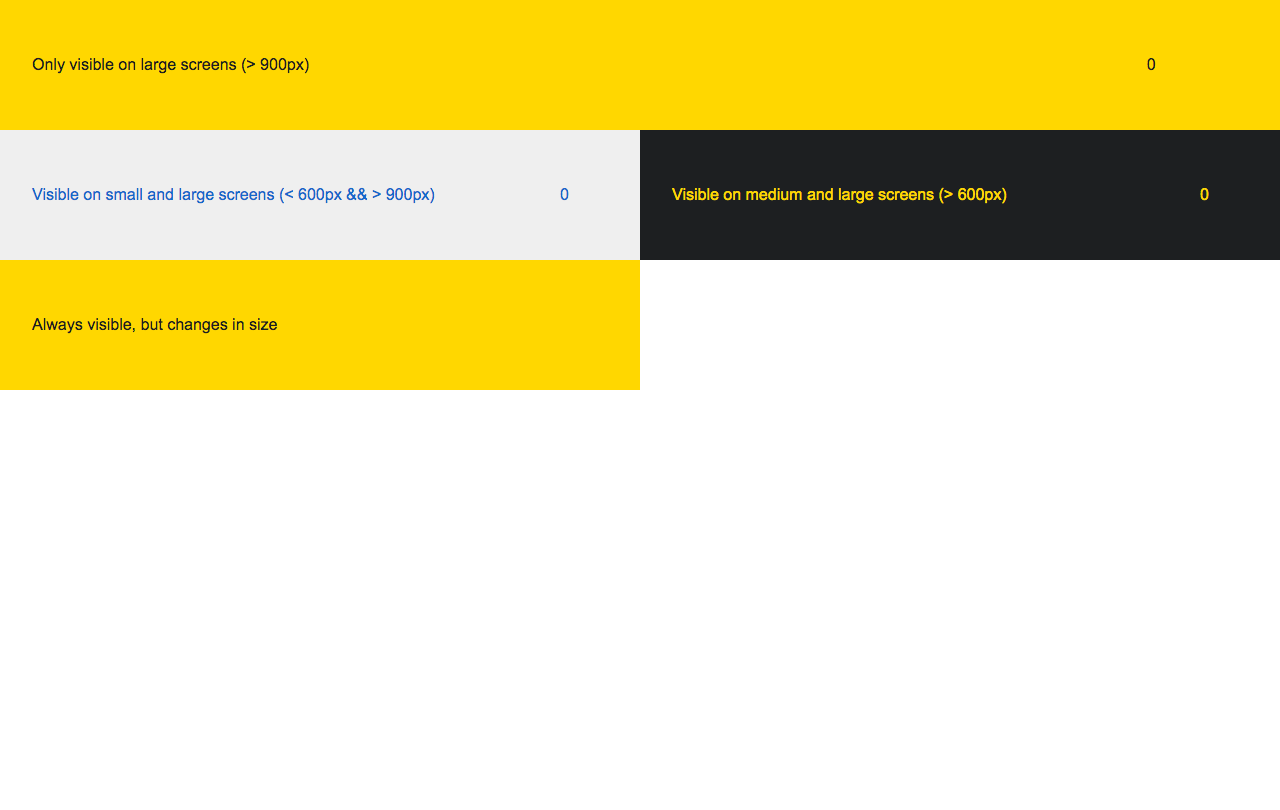 Only visible on large screens (> 900px) 0
Visible on small and large screens (< 600px && > 900px) 0
Visible on medium and large screens (> 600px) 0
Always visible, but changes in size